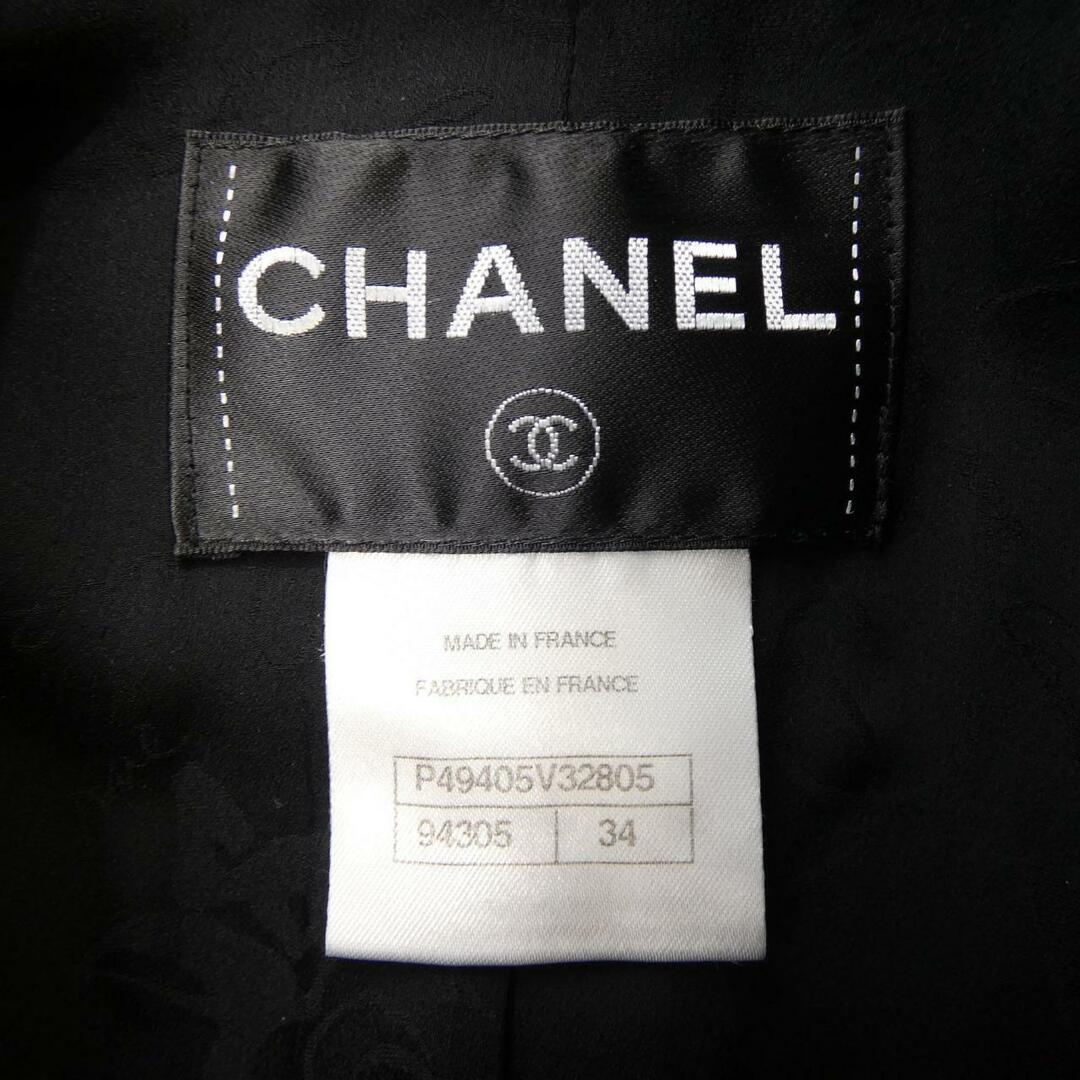 CHANEL
MADE IN FRANCE
FABRIQUE EN FRANCE
P49405V32805
94305 34